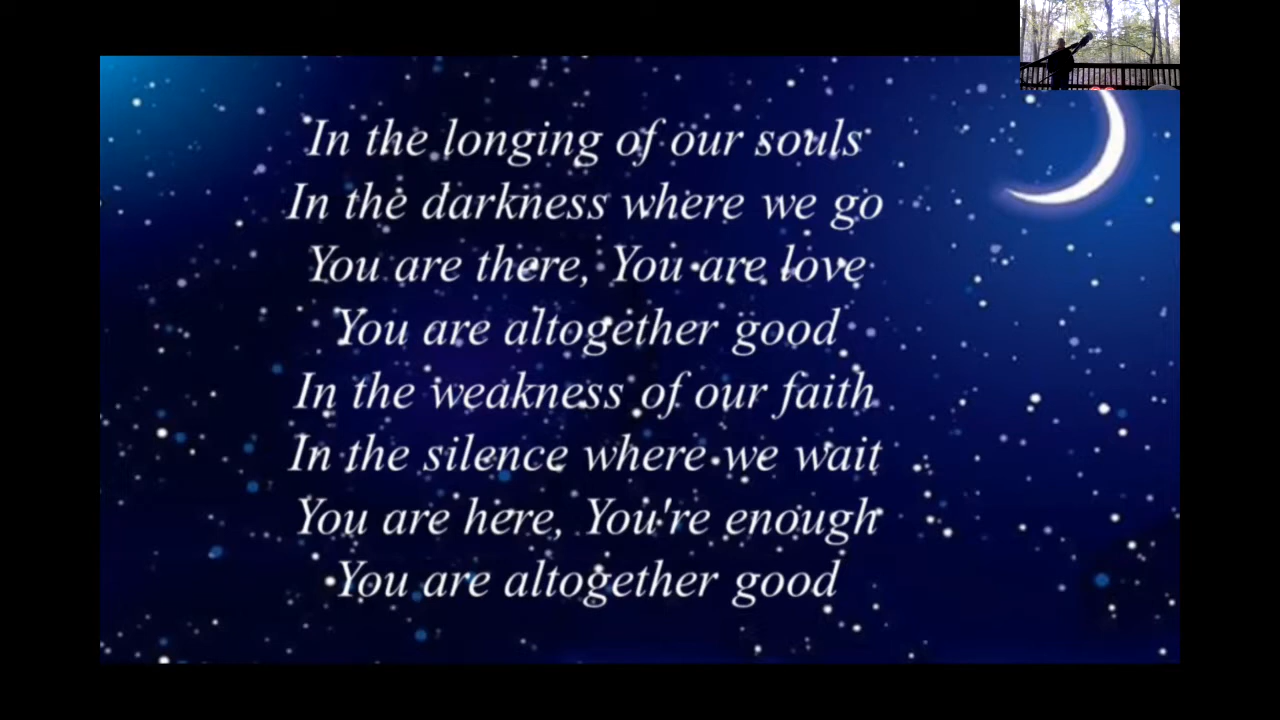 In the longing of our souls
In the darkness where we go
You are there, You are love
You are altogether good
In the weakness of our faith
In the silence where we wait
You are here, You're enough
You are altogether good